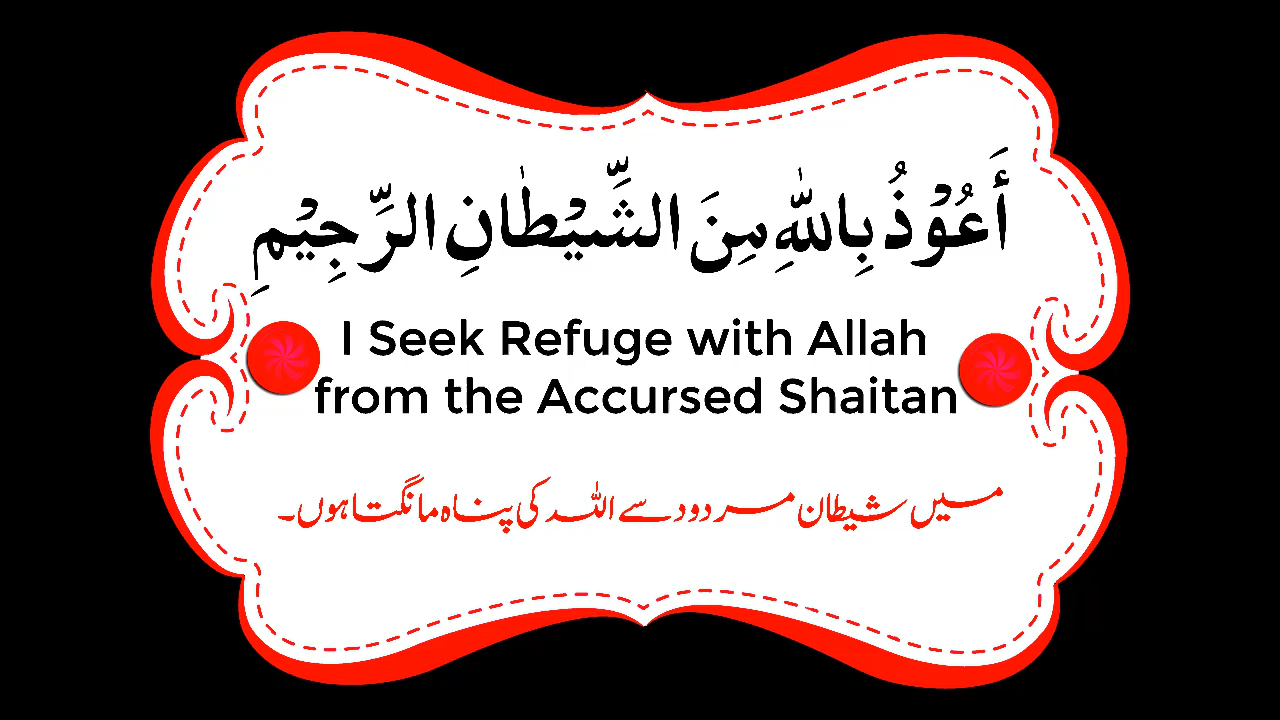 أَعُوْذُ بِاللّٰهِ مِنَ الشَّيْطٰانِ الرَّجِيْمِ
I Seek Refuge with Allah
from the Accursed Shaitan
میں شیطان مردود سے اللہ کی پناہ مانگتا ہوں۔